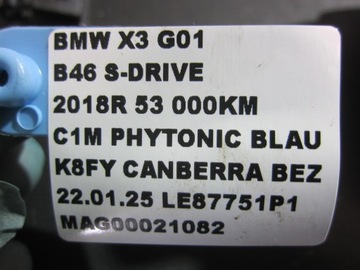 BMW X3 G01
B46 S-DRIVE
2018R 53 000KM
C1M PHYTONIC BLAU
K8FY CANBERRA BEZ
22.01.25 LE87751P1
MAG00021082